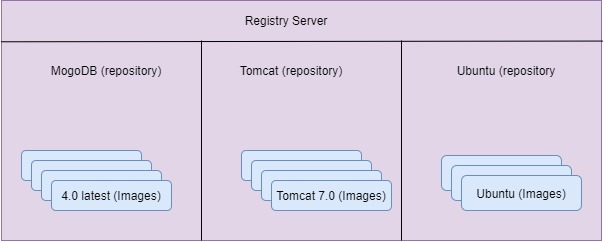 Registry Server
MogoDB (repository)
Tomcat (repository)
Ubuntu (repository
4.0 latest (Images)
Tomcat 7.0 (Images)
Ubuntu (Images)